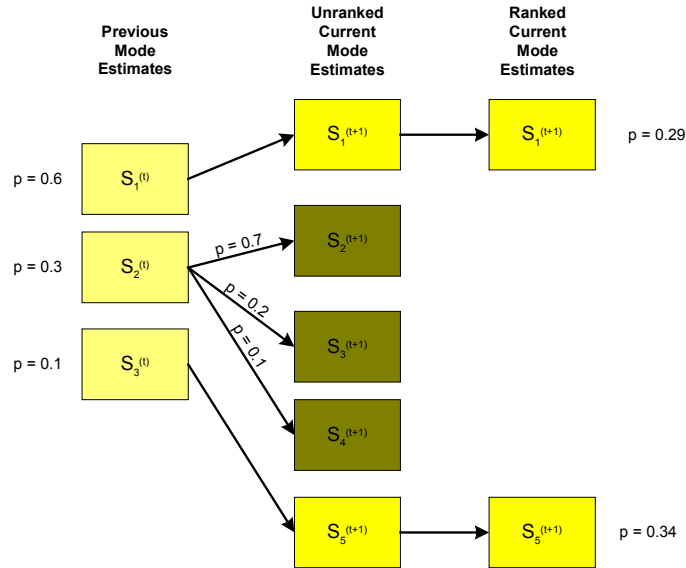 Previous
Mode
Estimates
Unranked
Current
Mode
Estimates
Ranked
Current
Mode
Estimates
S₁⁽ᵗ⁺¹⁾
S₁⁽ᵗ⁺¹⁾
p = 0.29
p = 0.6
S₁⁽ᵗ⁾
p = 0.7
S₂⁽ᵗ⁺¹⁾
p = 0.3
S₂⁽ᵗ⁾
p = 0.2
p = 0.1
S₃⁽ᵗ⁺¹⁾
p = 0.1
S₃⁽ᵗ⁾
S₄⁽ᵗ⁺¹⁾
S₅⁽ᵗ⁺¹⁾
S₅⁽ᵗ⁺¹⁾
p = 0.34